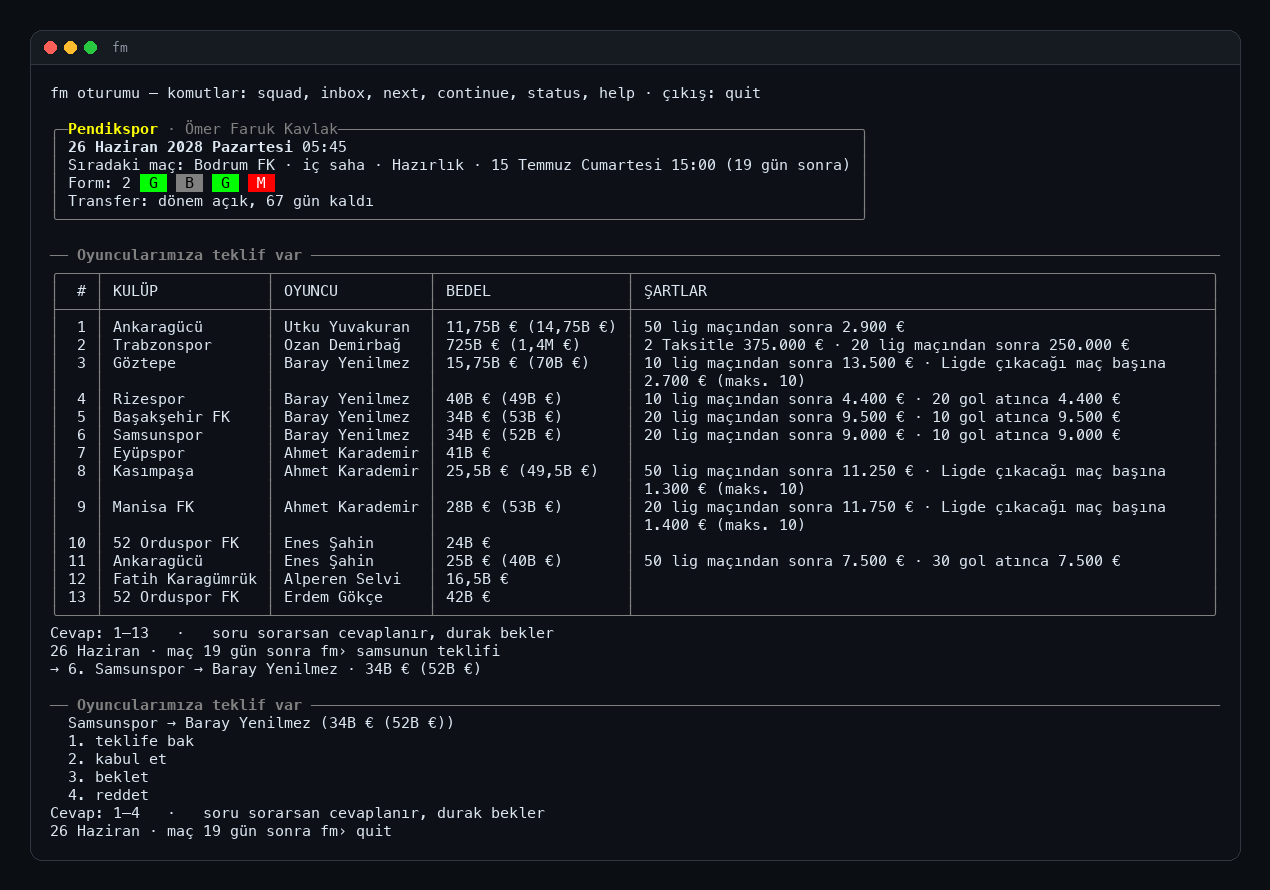 fm
fm oturumu — komutlar: squad, inbox, next, continue, status, help · çıkış: quit
Pendikspor · Ömer Faruk Kavlak
26 Haziran 2028 Pazartesi 05:45
Sıradaki maç: Bodrum FK · iç saha · Hazırlık · 15 Temmuz Cumartesi 15:00 (19 gün sonra)
Form: 2 G B G M
Transfer: dönem açık, 67 gün kaldı
Oyuncularımıza teklif var
# KULÜP OYUNCU BEDEL ŞARTLAR
1 Ankaragücü Utku Yuvakuran 11,75B € (14,75B €) 50 lig maçından sonra 2.900 €
2 Trabzonspor Ozan Demirbağ 725B € (1,4M €) 2 Taksitle 375.000 € · 20 lig maçından sonra 250.000 €
3 Göztepe Baray Yenilmez 15,75B € (70B €) 10 lig maçından sonra 13.500 € · Ligde çıkacağı maç başına
2.700 € (maks. 10)
4 Rizespor Baray Yenilmez 40B € (49B €) 10 lig maçından sonra 4.400 € · 20 gol atınca 4.400 €
5 Başakşehir FK Baray Yenilmez 34B € (53B €) 20 lig maçından sonra 9.500 € · 10 gol atınca 9.500 €
6 Samsunspor Baray Yenilmez 34B € (52B €) 20 lig maçından sonra 9.000 € · 10 gol atınca 9.000 €
7 Eyüpspor Ahmet Karademir 41B €
8 Kasımpaşa Ahmet Karademir 25,5B € (49,5B €) 50 lig maçından sonra 11.250 € · Ligde çıkacağı maç başına
1.300 € (maks. 10)
9 Manisa FK Ahmet Karademir 28B € (53B €) 20 lig maçından sonra 11.750 € · Ligde çıkacağı maç başına
1.400 € (maks. 10)
10 52 Orduspor FK Enes Şahin 24B €
11 Ankaragücü Enes Şahin 25B € (40B €) 50 lig maçından sonra 7.500 € · 30 gol atınca 7.500 €
12 Fatih Karagümrük Alperen Selvi 16,5B €
13 52 Orduspor FK Erdem Gökçe 42B €
Cevap: 1–13 · soru sorarsan cevaplanır, durak bekler
26 Haziran · maç 19 gün sonra fm› samsunun teklifi
→ 6. Samsunspor → Baray Yenilmez · 34B € (52B €)
Oyuncularımıza teklif var
Samsunspor → Baray Yenilmez (34B € (52B €))
1. teklife bak
2. kabul et
3. beklet
4. reddet
Cevap: 1–4 · soru sorarsan cevaplanır, durak bekler
26 Haziran · maç 19 gün sonra fm› quit